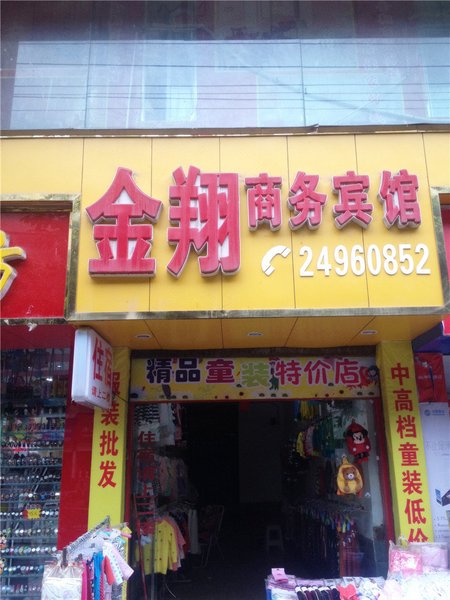 金翔商务宾馆
24960852
精品童装特价店
住宿
服装批发
中高档童装低价